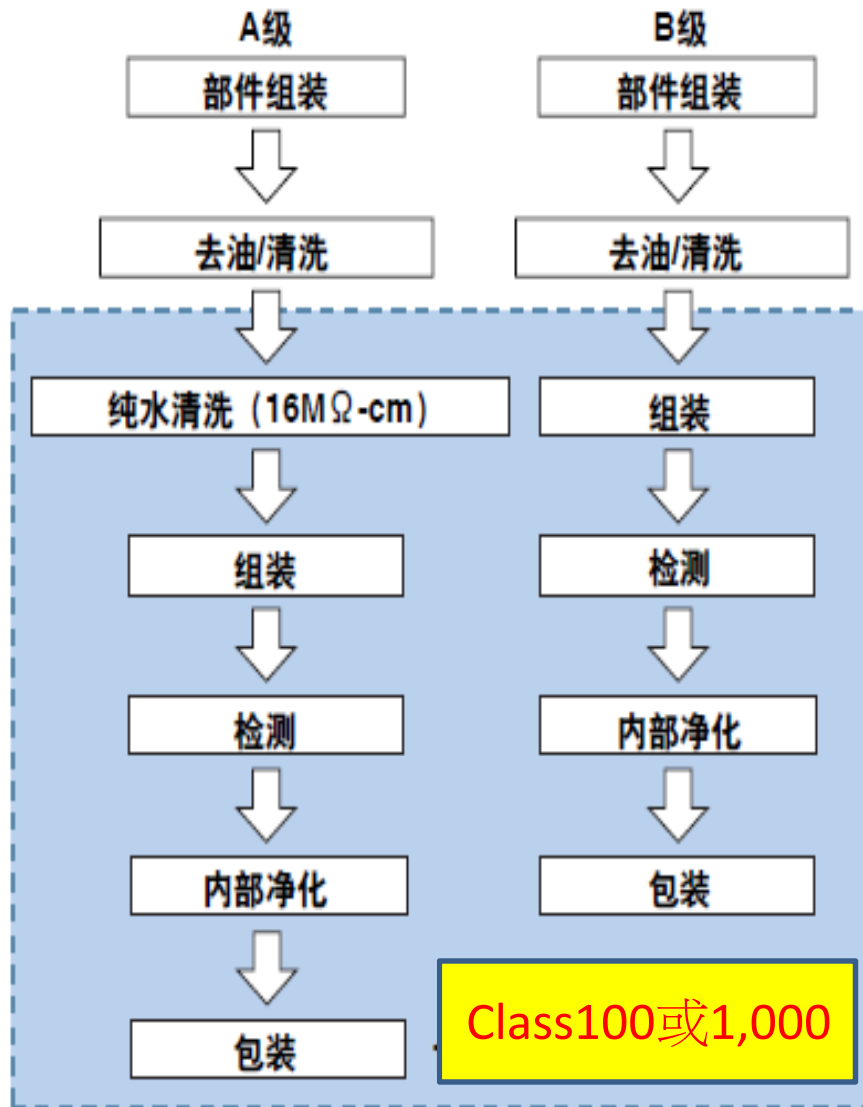 A级
部件组装
去油/清洗
纯水清洗（16MΩ-cm）
组装
检测
内部净化
包装
B级
部件组装
去油/清洗
组装
检测
内部净化
包装
Class100或1,000